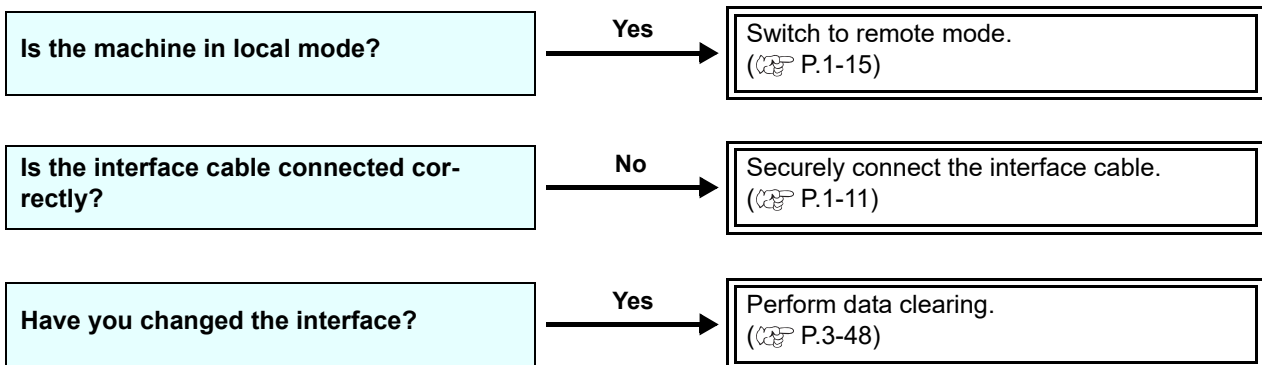 Is the machine in local mode?
Yes
Switch to remote mode.
(☞ P.1-15)
Is the interface cable connected cor-
rectly?
No
Securely connect the interface cable.
(☞ P.1-11)
Have you changed the interface?
Yes
Perform data clearing.
(☞ P.3-48)